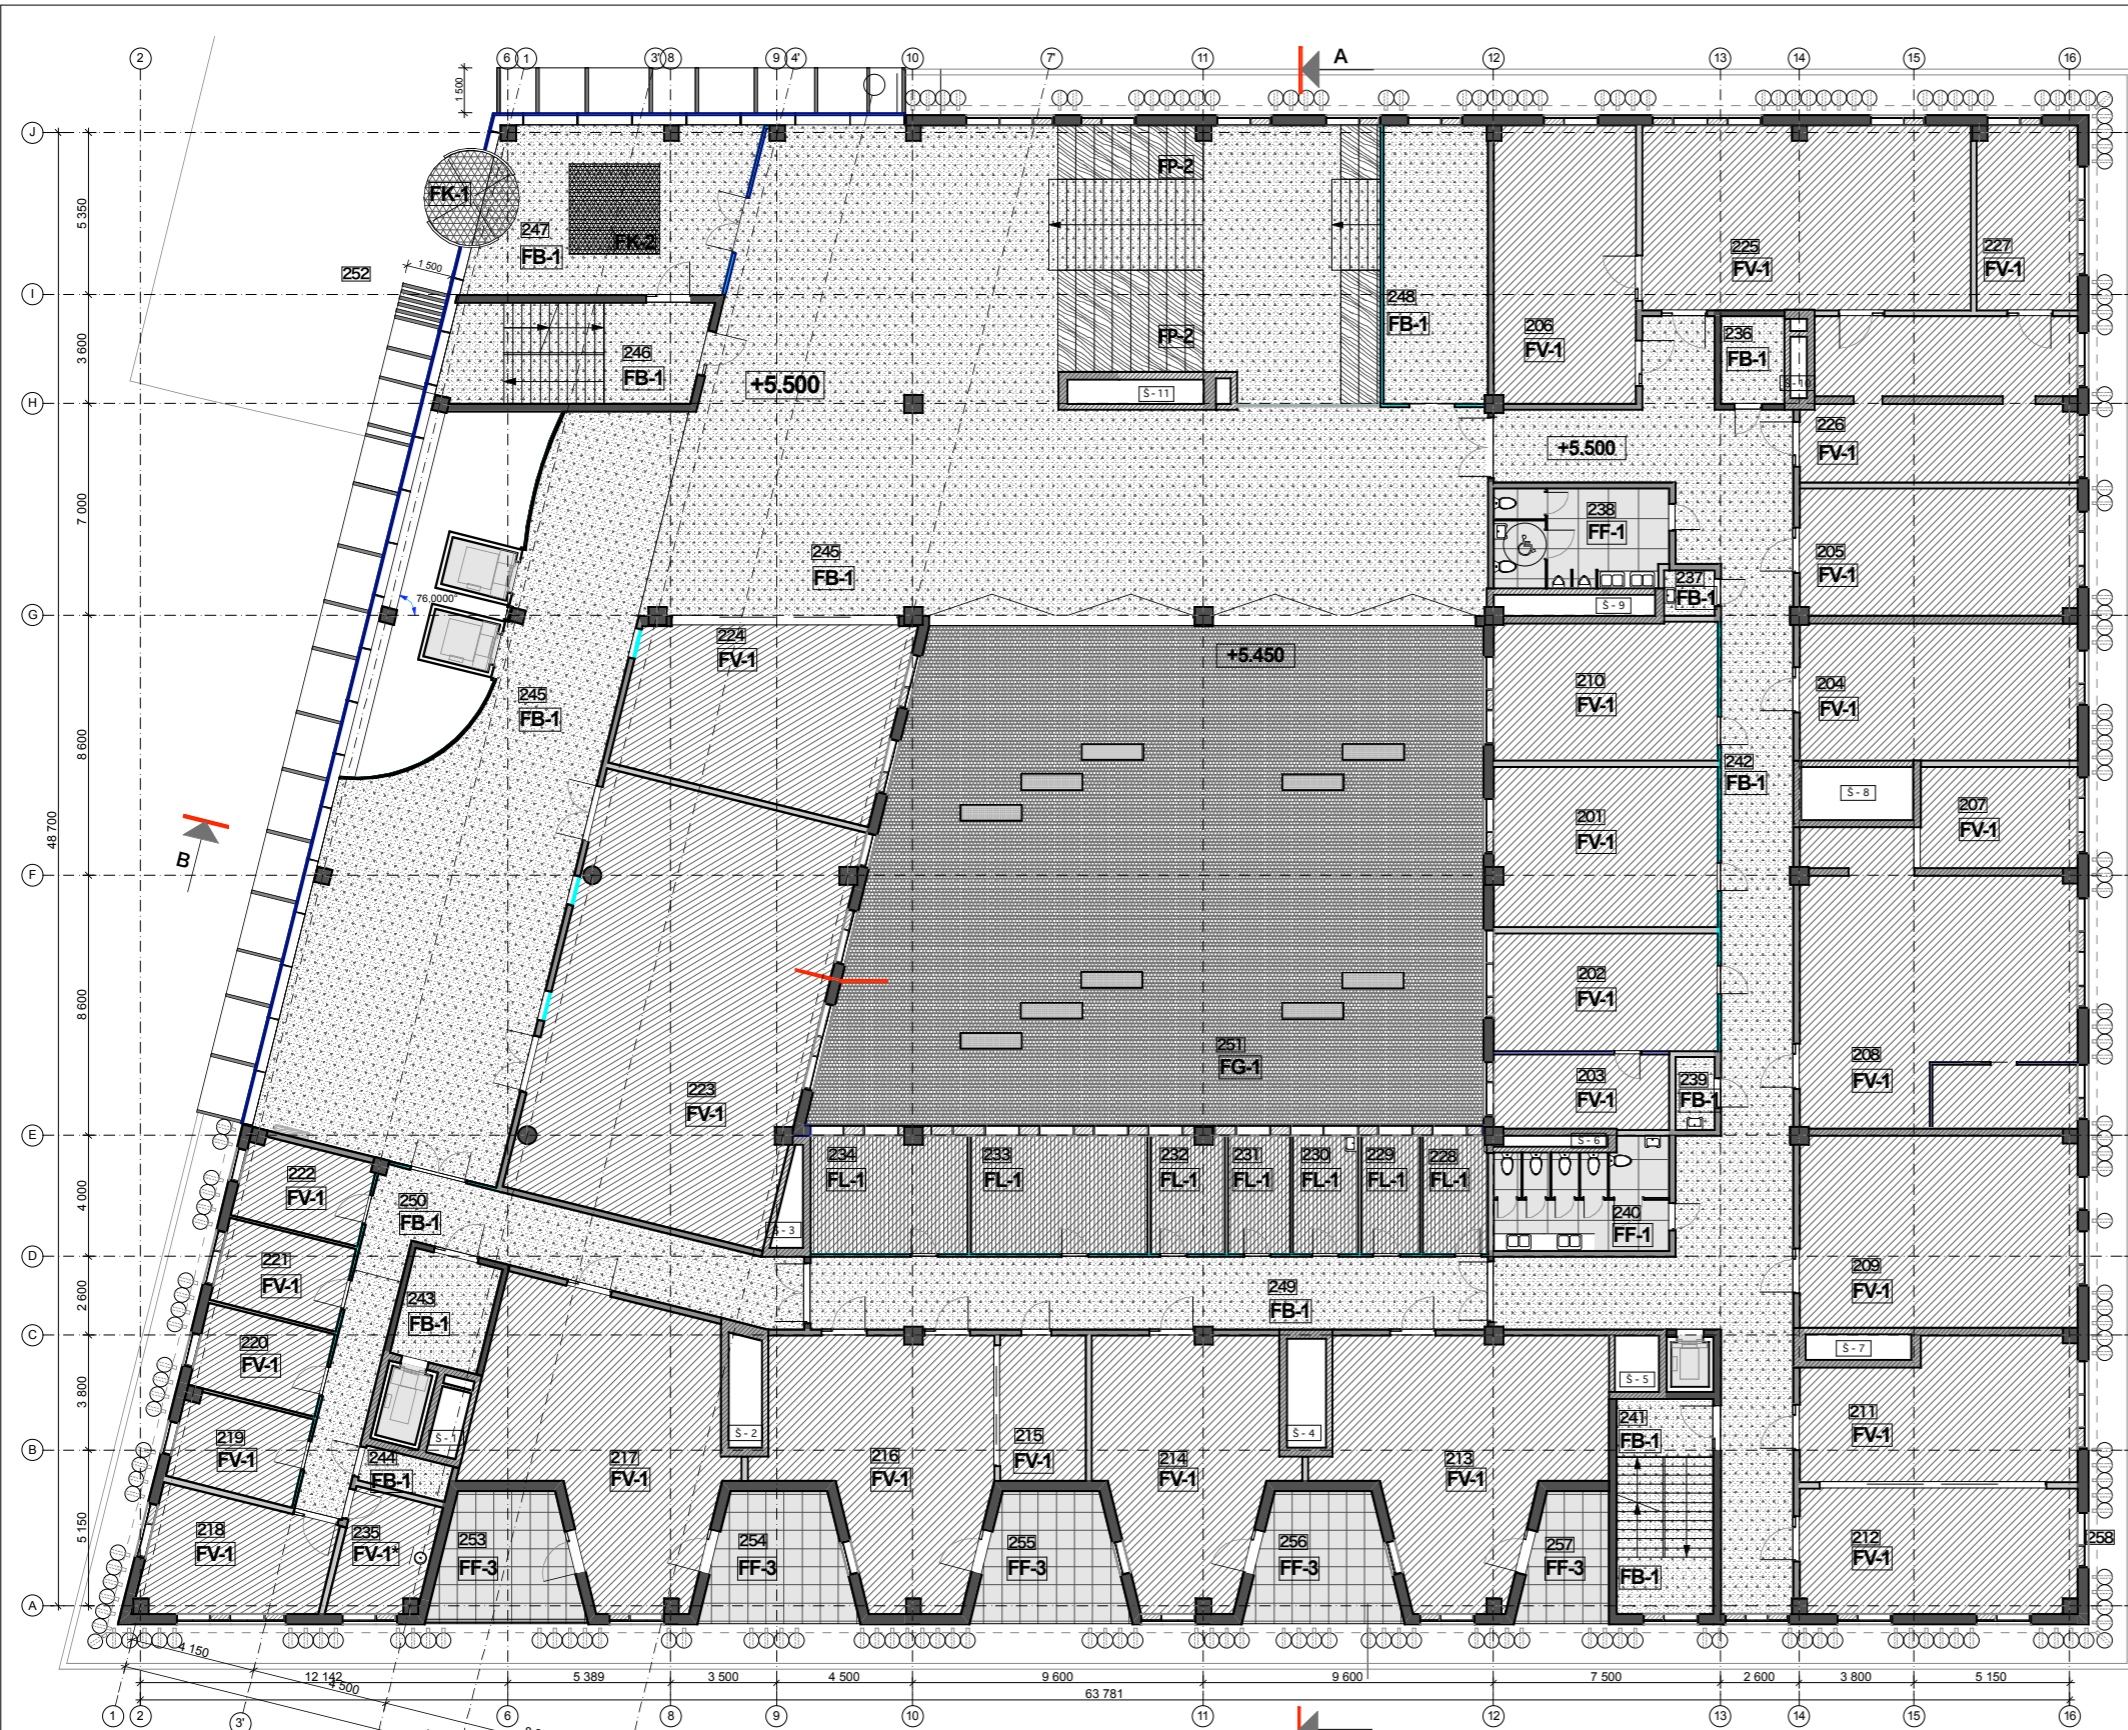 2
6
1
3'
8
9
4'
10
7'
11
A
12
13
14
15
16
1 500
J
5 350
FK-1
247
FB-1
FK-2
FP-2
225
FV-1
227
FV-1
252
1 500
I
248
FB-1
206
FV-1
3 600
246
FB-1
FP-2
236
FB-1
+5.500
Š - 11
Š - 10
H
226
FV-1
+5.500
7 000
238
FF-1
245
FB-1
205
FV-1
237
FB-1
76.0000°
Š - 9
G
224
FV-1
+5.450
245
FB-1
210
FV-1
204
FV-1
8 600
242
FB-1
Š - 8
207
FV-1
48 700
B
201
FV-1
F
202
FV-1
8 600
251
FG-1
208
FV-1
223
FV-1
203
FV-1
239
FB-1
E
Š - 6
222
FV-1
234
FL-1
233
FL-1
232
FL-1
231
FL-1
230
FL-1
229
FL-1
228
FL-1
4 000
250
FB-1
240
FF-1
Š - 3
D
221
FV-1
209
FV-1
2 600
243
FB-1
249
FB-1
C
220
FV-1
Š - 7
3 800
Š - 5
219
FV-1
Š - 1
Š - 2
Š - 4
241
FB-1
211
FV-1
B
244
FB-1
217
FV-1
216
FV-1
215
FV-1
214
FV-1
213
FV-1
5 150
218
FV-1
235
FV-1*
253
FF-3
254
FF-3
255
FF-3
256
FF-3
257
FF-3
FB-1
212
FV-1
258
A
4 150
12 142
4 500
5 389
3 500
4 500
9 600
9 600
7 500
2 600
3 800
5 150
63 781
1
2
3'
6
8
9
10
11
12
13
14
15
16